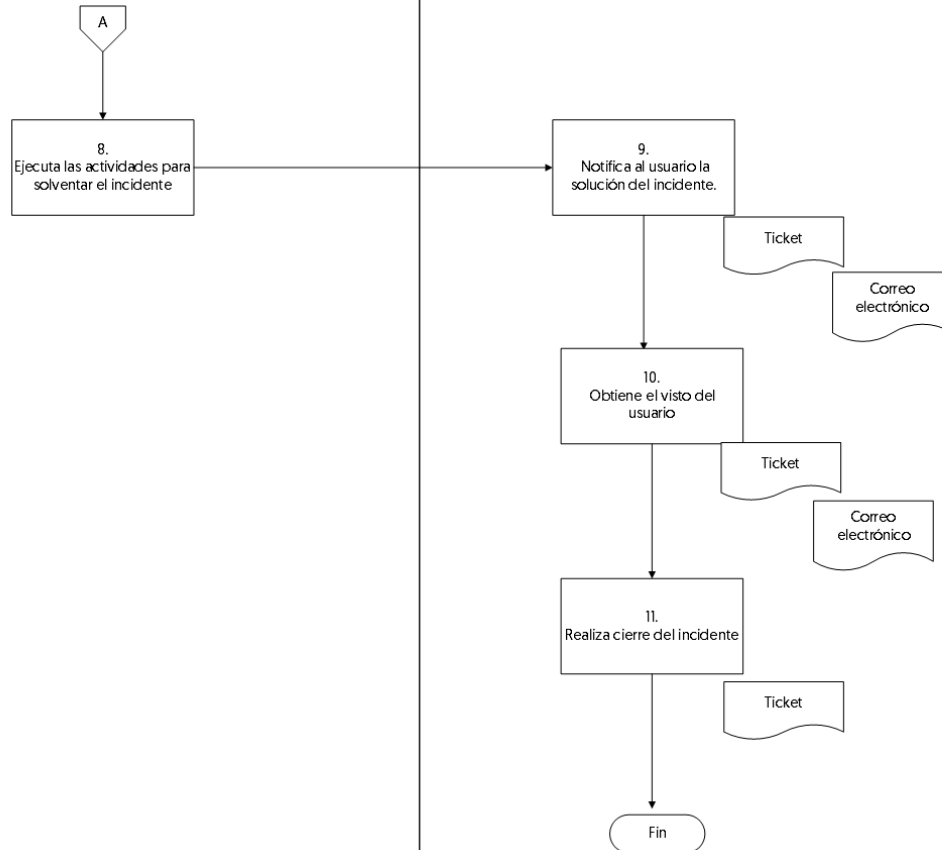 A
8.
Ejecuta las actividades para
solventar el incidente
9.
Notifica al usuario la
solución del incidente.
Ticket
Correo
electrónico
10.
Obtiene el visto del
usuario
Ticket
Correo
electrónico
11.
Realiza cierre del incidente
Ticket
Fin